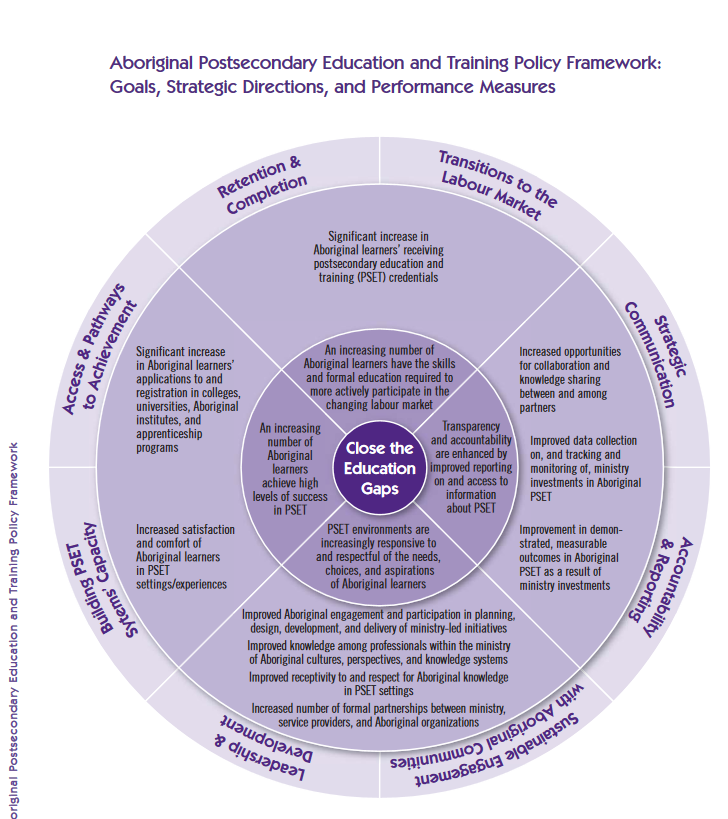 Aboriginal Postsecondary Education and Training Policy Framework:
Goals, Strategic Directions, and Performance Measures
Retention &
Completion
Transitions to the
Labour Market
Access & Pathways
to Achievement
Strategic
Communication
Building PSET
Sytems' Capacity
Accountability
& Reporting
Leadership &
Development
Sustainable Engagement
with Aboriginal Communities
Significant increase in
Aboriginal learners' receiving
postsecondary education and
training (PSET) credentials
Significant increase
in Aboriginal learners'
applications to and
registration in colleges,
universities, Aboriginal
institutes, and
apprenticeship
programs
Increased satisfaction
and comfort of
Aboriginal learners
in PSET
settings/experiences
Increased opportunities
for collaboration and
knowledge sharing
between and among
partners
Improved data collection
on, and tracking and
monitoring of, ministry
investments in Aboriginal
PSET
Improvement in demon-
strated, measurable
outcomes in Aboriginal
PSET as a result of
ministry investments
An increasing number of
Aboriginal learners have the skills
and formal education required to
more actively participate in the
changing labour market
An increasing
number of
Aboriginal
learners
achieve high
levels of success
in PSET
Close the
Education
Gaps
Transparency
and accountability
are enhanced by
improved reporting
on and access to
information
about PSET
PSET environments are
increasingly responsive to
and respectful of the needs,
choices, and aspirations
of Aboriginal learners
Improved Aboriginal engagement and participation in planning,
design, development, and delivery of ministry-led initiatives
Improved knowledge among professionals within the ministry
of Aboriginal cultures, perspectives, and knowledge systems
Improved receptivity to and respect for Aboriginal knowledge
in PSET settings
Increased number of formal partnerships between ministry,
service providers, and Aboriginal organizations
original Postsecondary Education and Training Policy Framework